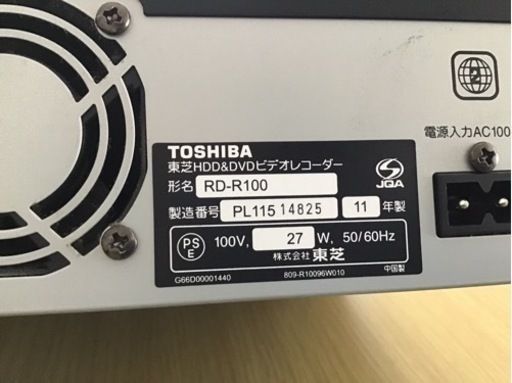 2
電源入力AC100
TOSHIBA
東芝HDD&DVDビデオレコーダー
形名 RD-R100
JQA
製造番号 PL11514825 11 年製
PS
E
100V, 27 W, 50/60Hz
株式会社 東芝
G66D00001440 809-R10096W010 中国製